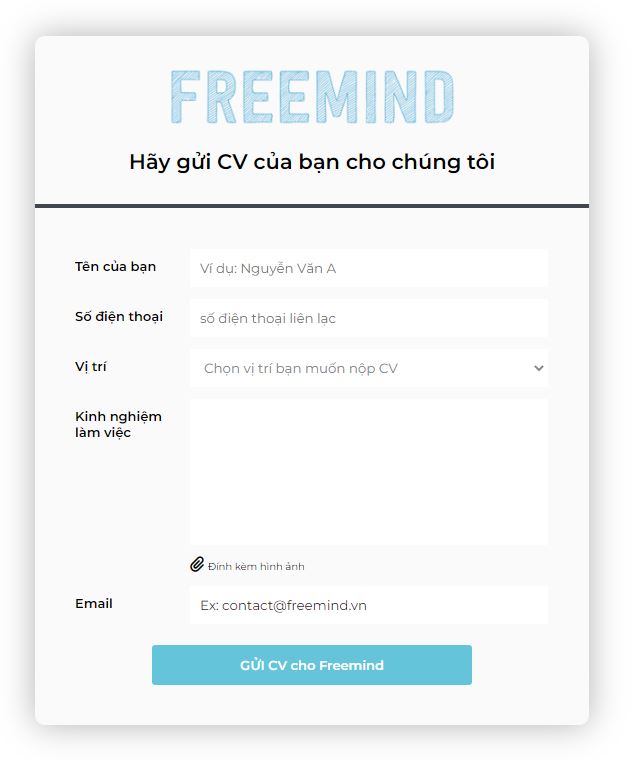 FREEMIND
Hãy gửi CV của bạn cho chúng tôi
Tên của bạn
Ví dụ: Nguyễn Văn A
Số điện thoại
số điện thoại liên lạc
Vị trí
Chọn vị trí bạn muốn nộp CV
Kinh nghiệm
làm việc
Đính kèm hình ảnh
Email
Ex: contact@freemind.vn
GỬI CV cho Freemind